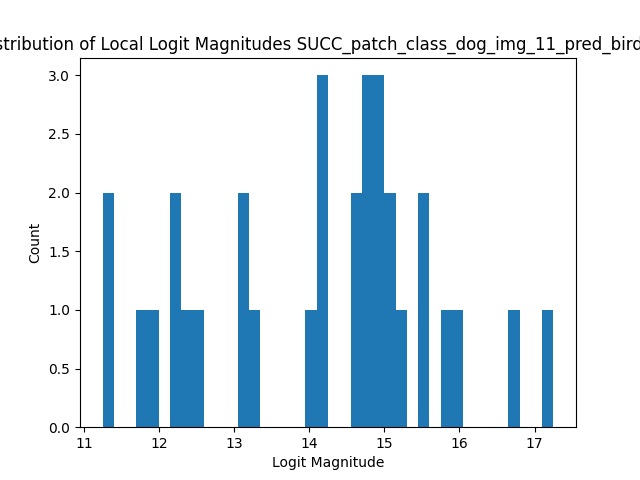 stribution of Local Logit Magnitudes SUCC_patch_class_dog_img_11_pred_bird
3.0
2.5
2.0
1.5
1.0
0.5
0.0
Count
11 12 13 14 15 16 17
Logit Magnitude